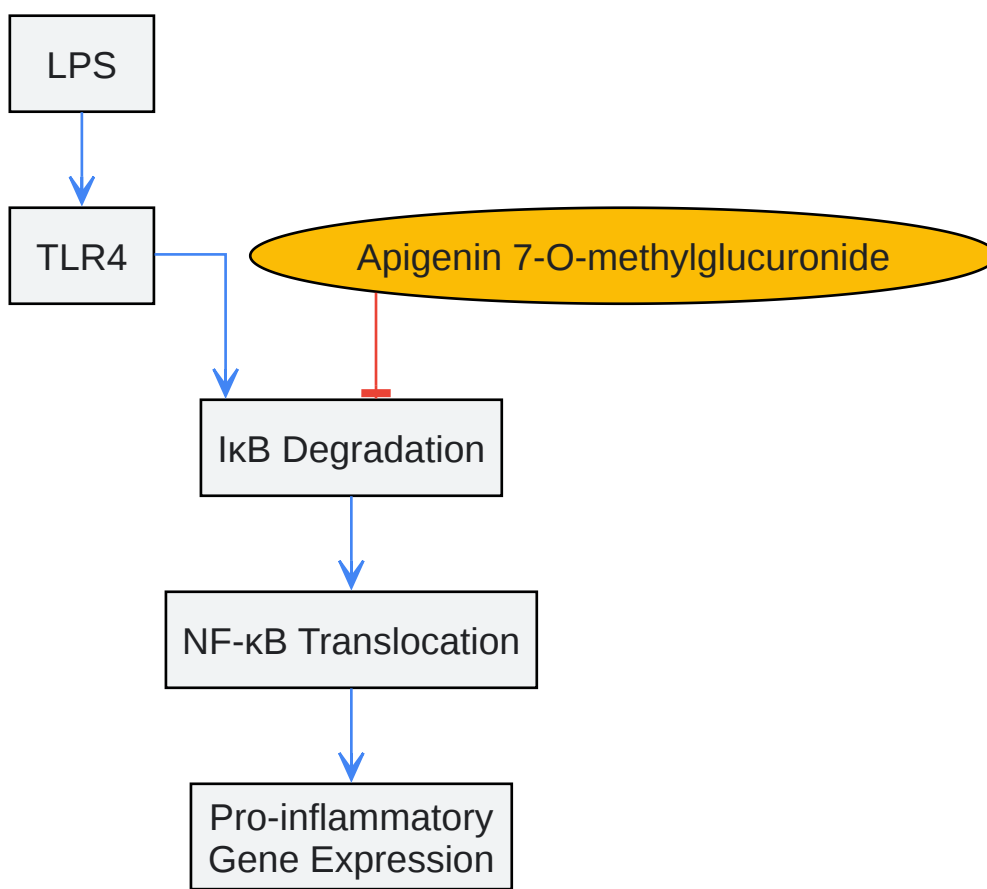 LPS
TLR4
Apigenin 7-O-methylglucuronide
IκB Degradation
NF-κB Translocation
Pro-inflammatory
Gene Expression